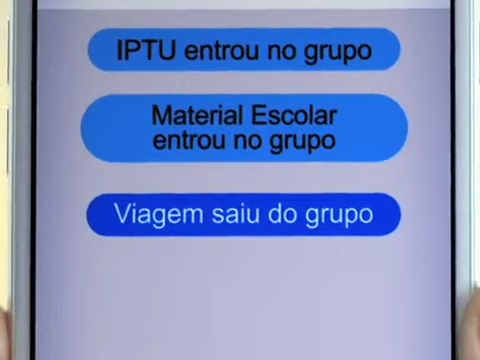 IPTU entrou no grupo
Material Escolar
entrou no grupo
Viagem saiu do grupo